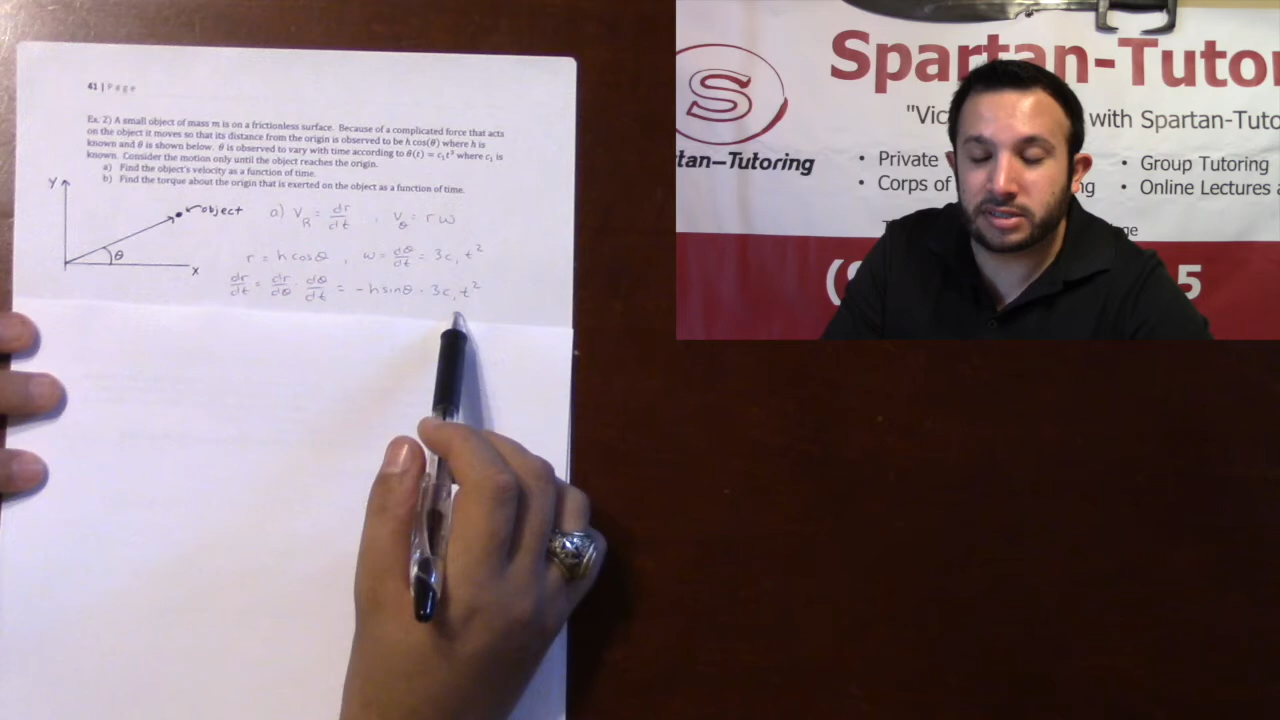 41 | Page
Ex. 2) A small object of mass m is on a frictionless surface. Because of a complicated force that acts
on the object it moves so that its distance from the origin is observed to be h cos(θ) where h is
known and θ is shown below. θ is observed to vary with time according to θ(t) = c₁t³ where c₁ is
known. Consider the motion only until the object reaches the origin.
a) Find the object's velocity as a function of time.
b) Find the torque about the origin that is exerted on the object as a function of time.
Y
object
θ
x
a) V_R = dr/dt , V_θ = rω
r = h cosθ , ω = dθ/dt = 3c₁t²
dr/dt = dr/dθ · dθ/dt = -h sinθ · 3c₁t²
Spartan-Tutor
S
tan-Tutoring
with Spartan-Tuto
• Private
• Group Tutoring
• Corps of
• Online Lectures
5